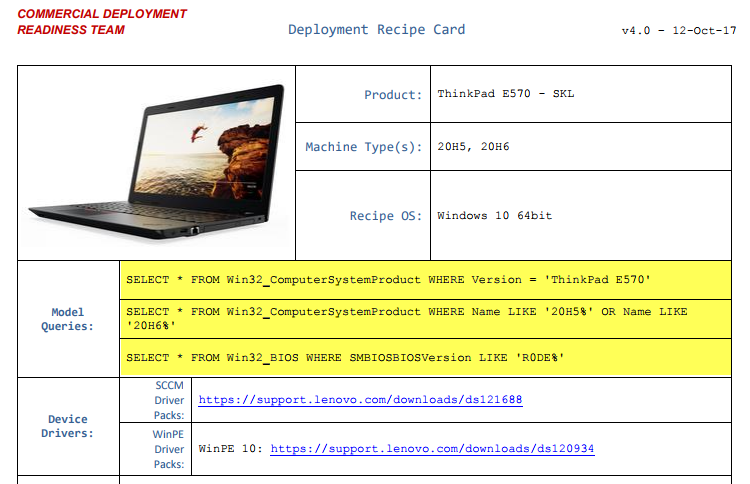 COMMERCIAL DEPLOYMENT
READINESS TEAM
Deployment Recipe Card
v4.0 - 12-Oct-17
Product:
ThinkPad E570 - SKL
Machine Type(s):
20H5, 20H6
Recipe OS:
Windows 10 64bit
Model
Queries:
SELECT * FROM Win32_ComputerSystemProduct WHERE Version = 'ThinkPad E570'
SELECT * FROM Win32_ComputerSystemProduct WHERE Name LIKE '20H5%' OR Name LIKE
'20H6%'
SELECT * FROM Win32_BIOS WHERE SMBIOSBIOSVersion LIKE 'R0DE%'
Device
Drivers:
SCCM
Driver
Packs:
https://support.lenovo.com/downloads/ds121688
WinPE
Driver
Packs:
WinPE 10: https://support.lenovo.com/downloads/ds120934